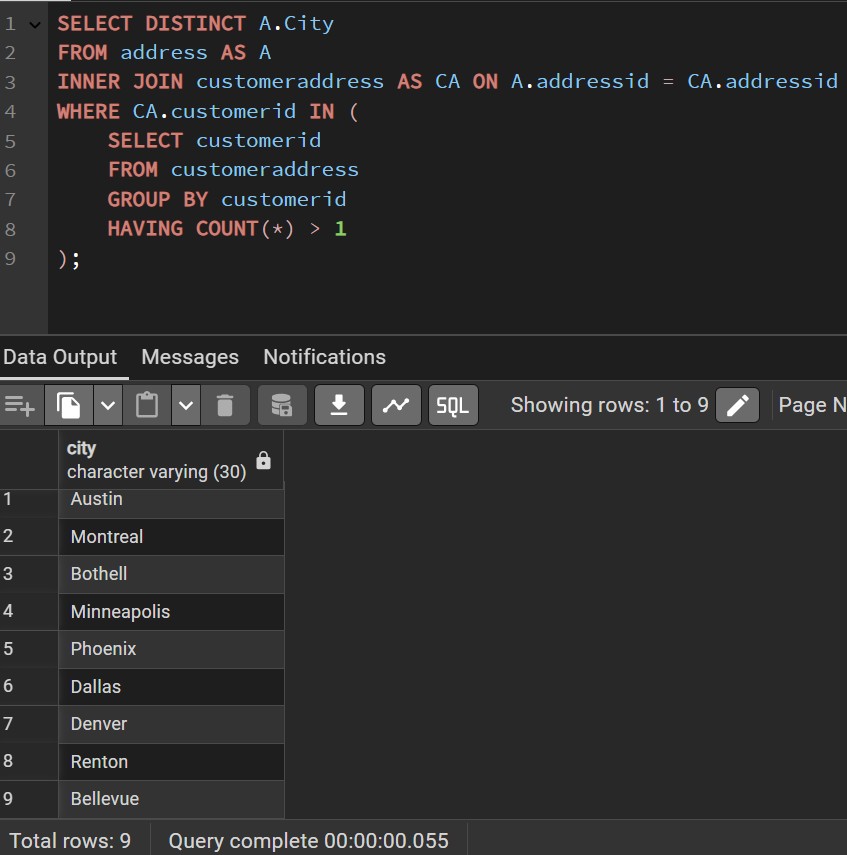 1 SELECT DISTINCT A.City
2 FROM address AS A
3 INNER JOIN customeraddress AS CA ON A.addressid = CA.addressid
4 WHERE CA.customerid IN (
5 SELECT customerid
6 FROM customeraddress
7 GROUP BY customerid
8 HAVING COUNT(*) > 1
9 );
Data Output Messages Notifications
SQL Showing rows: 1 to 9 Page N
city
character varying (30)
1 Austin
2 Montreal
3 Bothell
4 Minneapolis
5 Phoenix
6 Dallas
7 Denver
8 Renton
9 Bellevue
Total rows: 9 Query complete 00:00:00.055